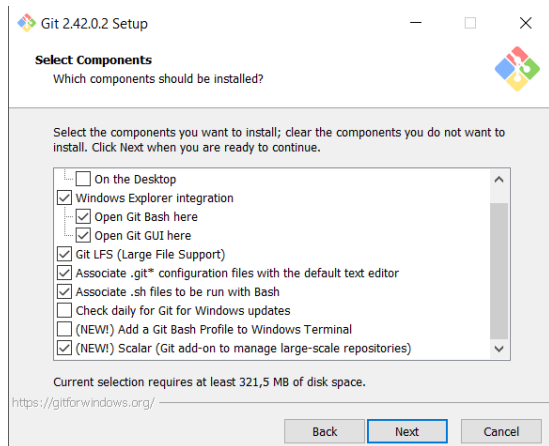 Git 2.42.0.2 Setup
Select Components
Which components should be installed?
Select the components you want to install; clear the components you do not want to
install. Click Next when you are ready to continue.
On the Desktop
Windows Explorer integration
Open Git Bash here
Open Git GUI here
Git LFS (Large File Support)
Associate .git* configuration files with the default text editor
Associate .sh files to be run with Bash
Check daily for Git for Windows updates
(NEW!) Add a Git Bash Profile to Windows Terminal
(NEW!) Scalar (Git add-on to manage large-scale repositories)
Current selection requires at least 321,5 MB of disk space.
https://gitforwindows.org/
Back Next Cancel